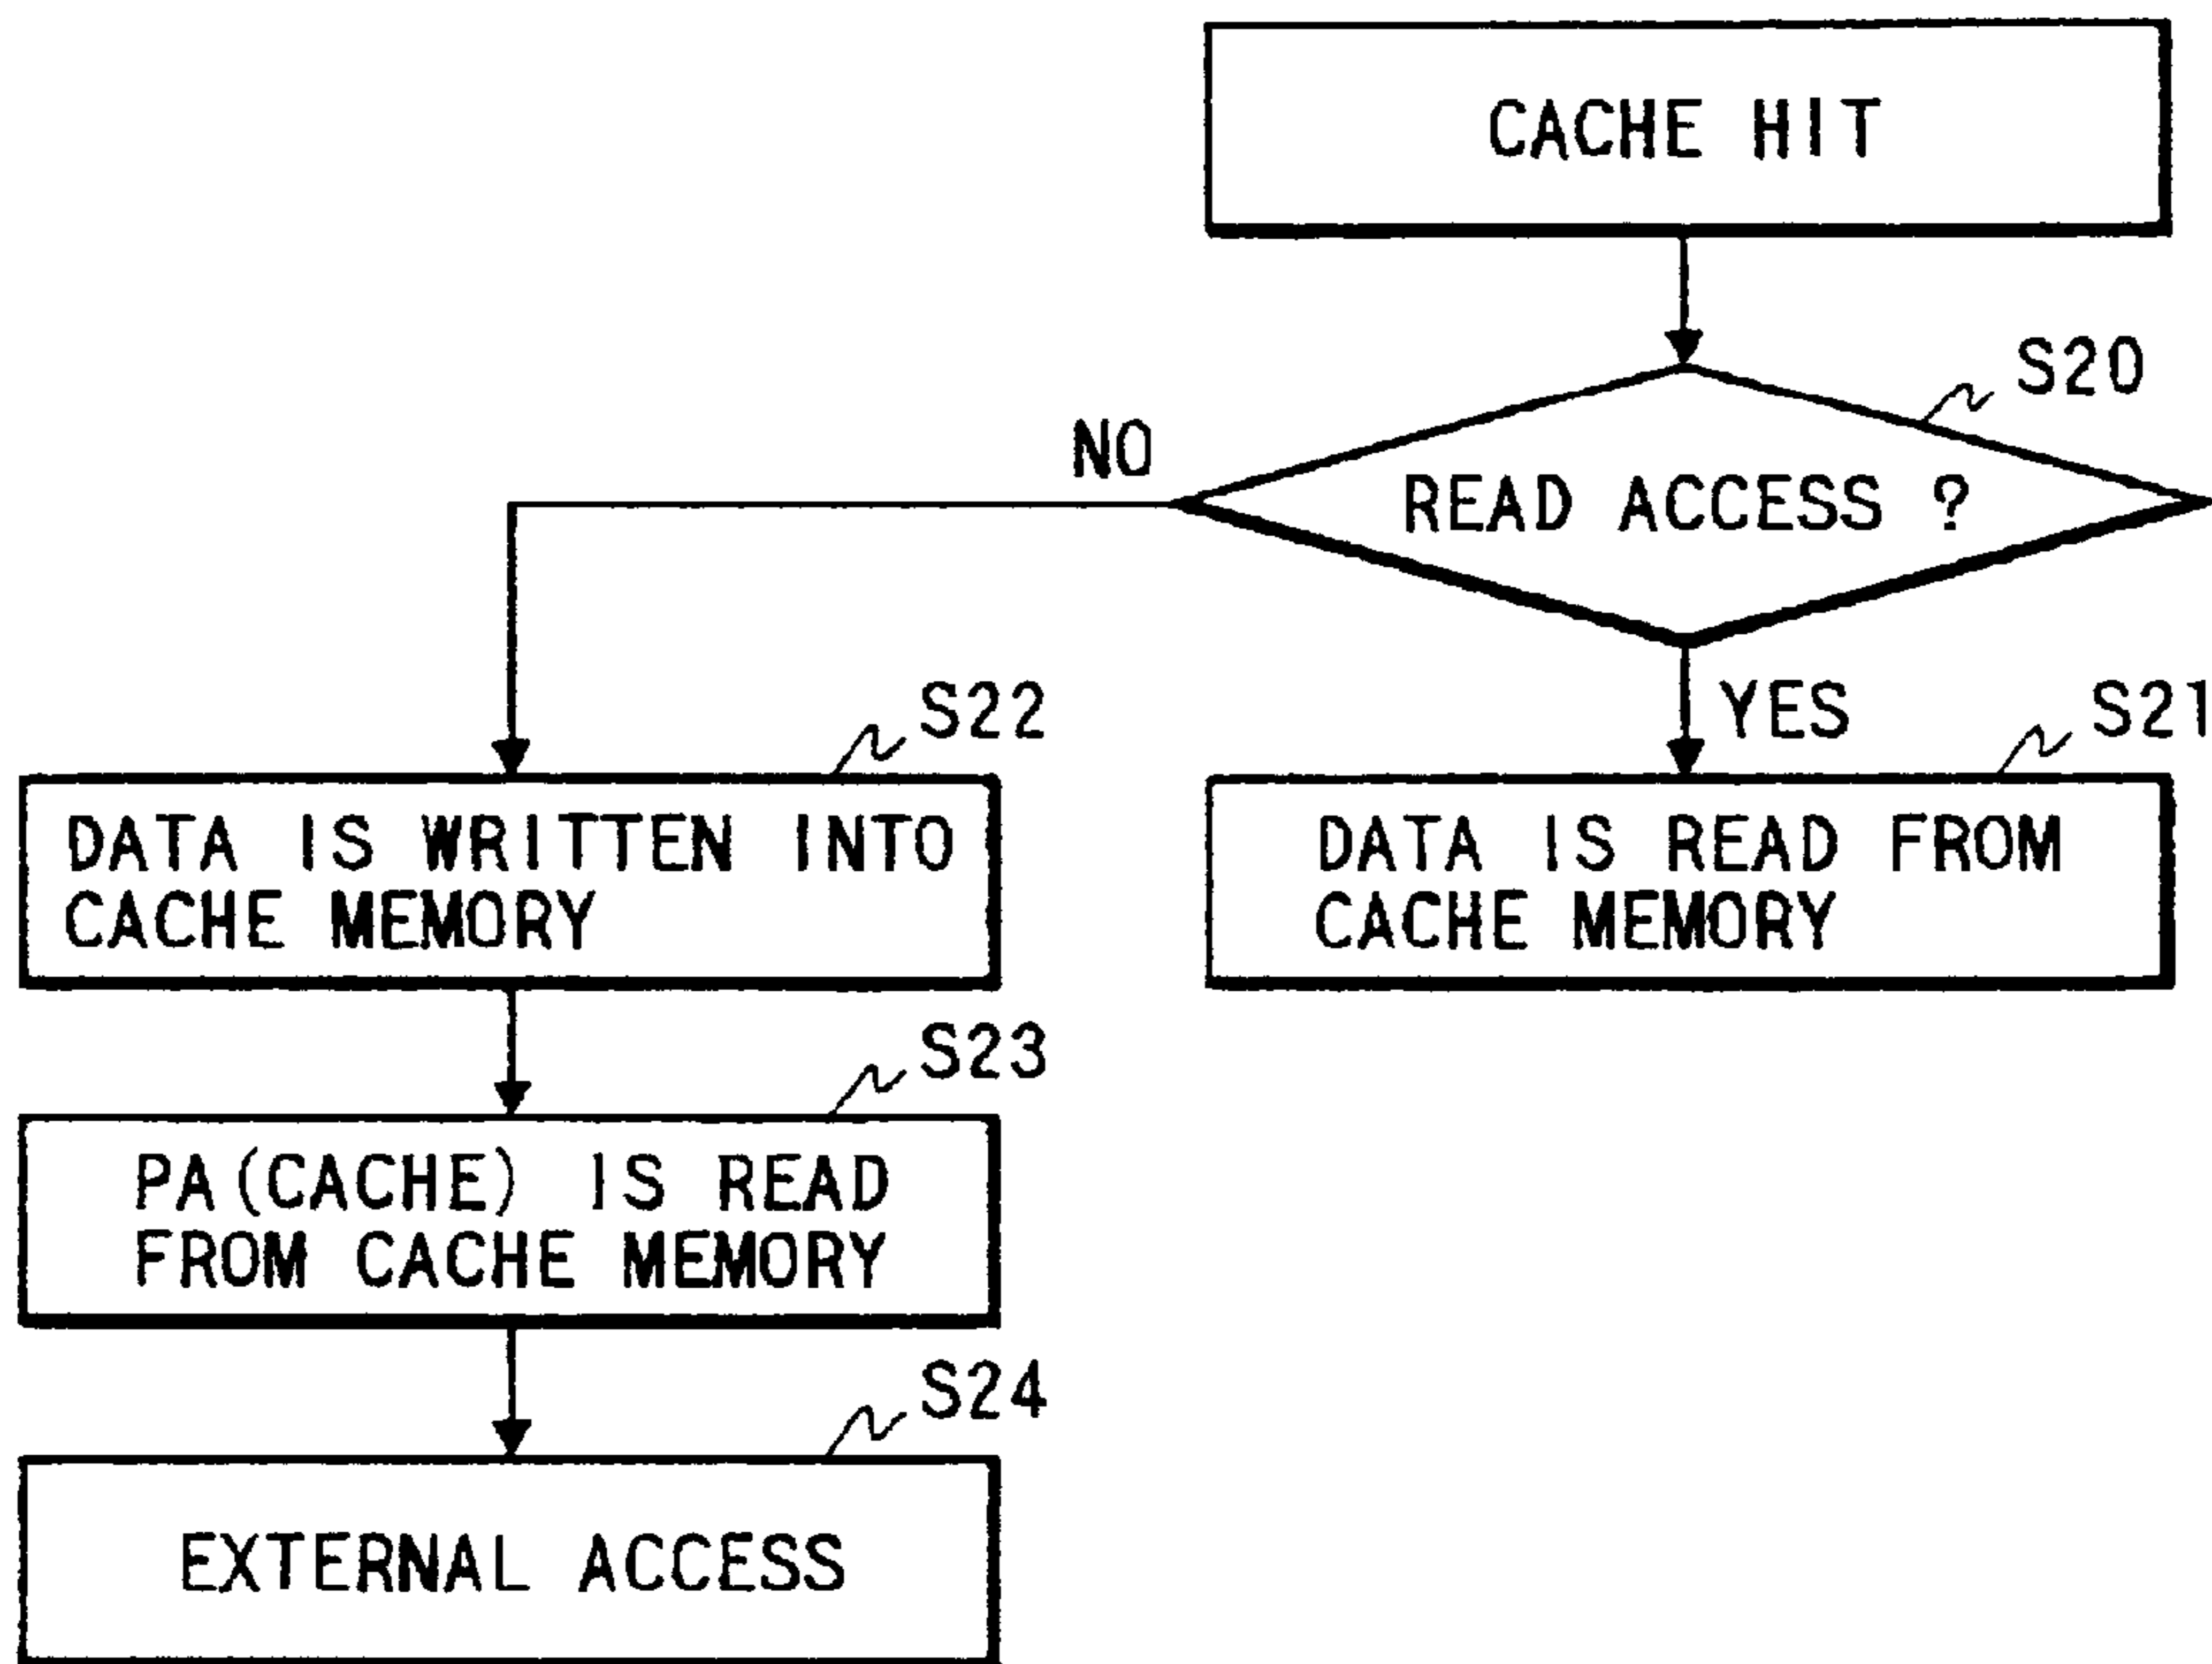 CACHE HIT
S20
READ ACCESS ?
NO
YES
S21
DATA IS READ FROM
CACHE MEMORY
S22
DATA IS WRITTEN INTO
CACHE MEMORY
S23
PA(CACHE) IS READ
FROM CACHE MEMORY
S24
EXTERNAL ACCESS